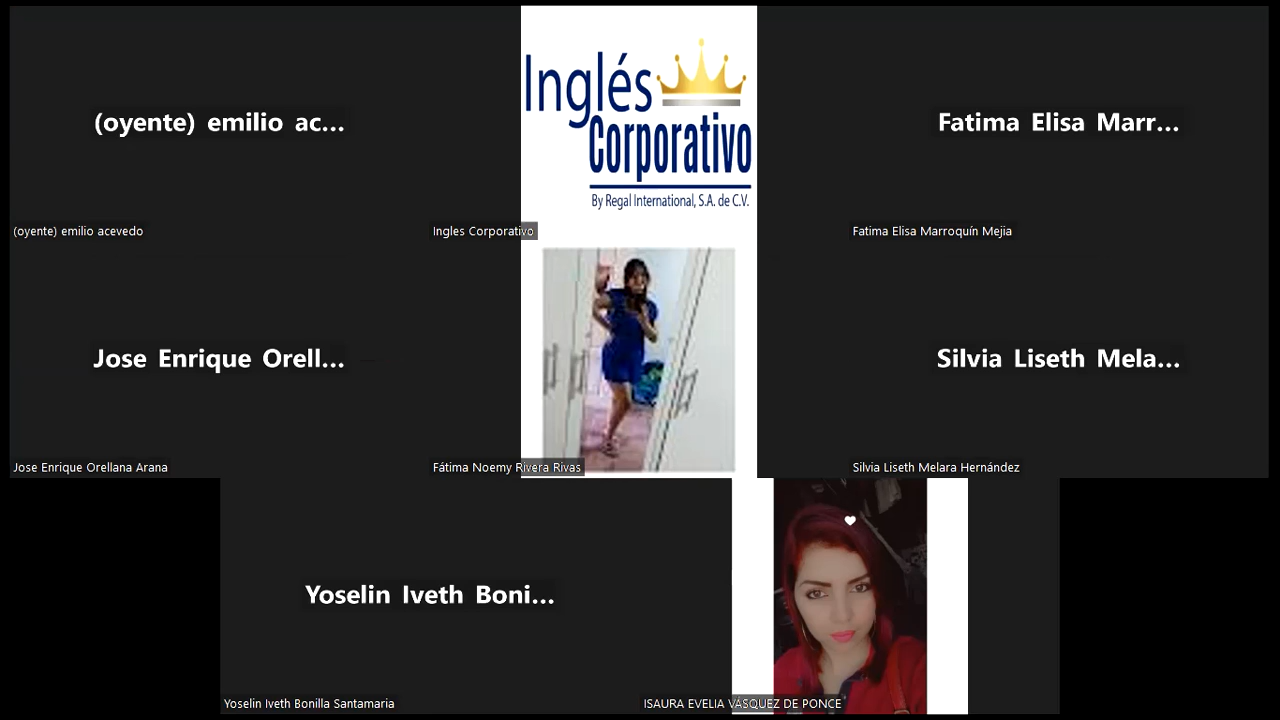 (oyente) emilio ac...
Inglés
Corporativo
By Regal International, S.A. de C.V.
Fatima Elisa Marr...
(oyente) emilio acevedo
Ingles Corporativo
Fatima Elisa Marroquín Mejia
Jose Enrique Orell...
Silvia Liseth Mela...
Jose Enrique Orellana Arana
Fátima Noemy Rivera Rivas
Silvia Liseth Melara Hernández
Yoselin Iveth Boni...
Yoselin Iveth Bonilla Santamaria
ISAURA EVELIA VÁSQUEZ DE PONCE